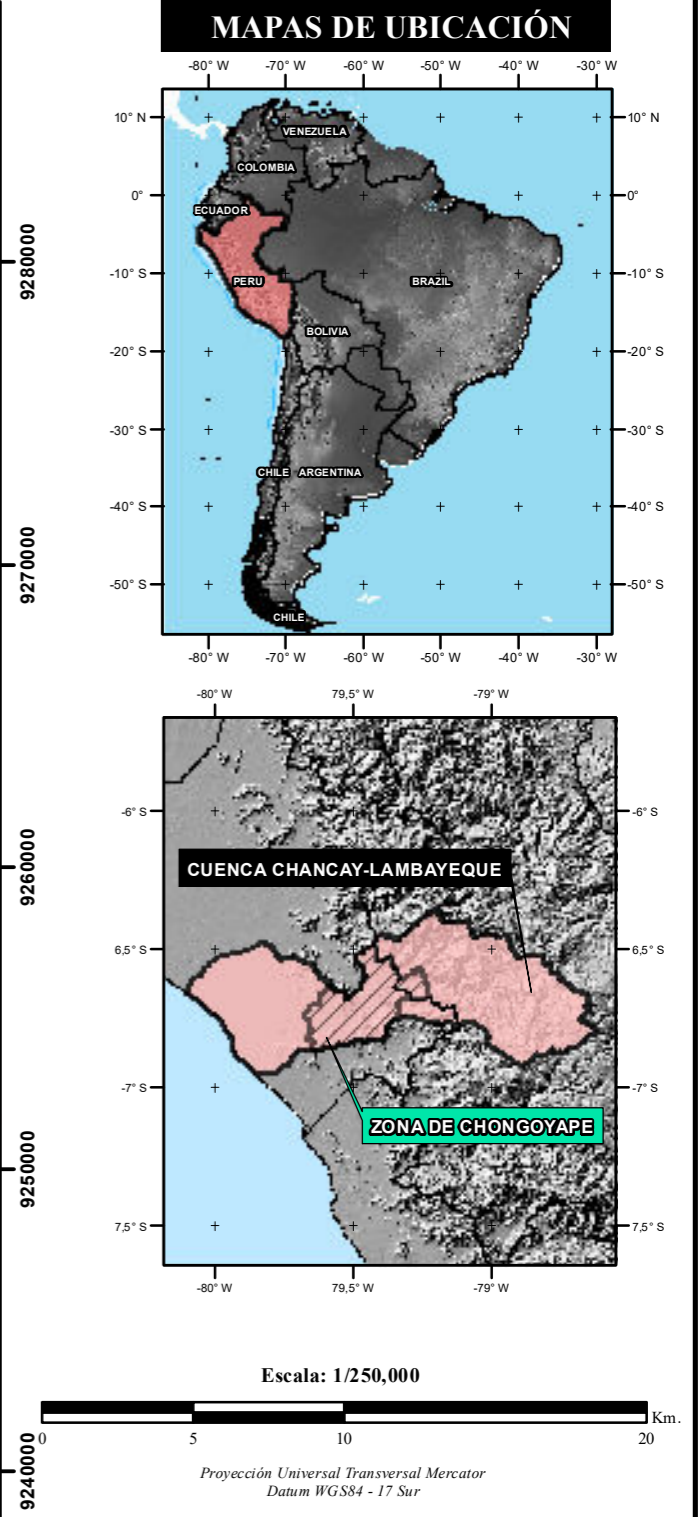 MAPAS DE UBICACIÓN
-80° W -70° W -60° W -50° W -40° W -30° W
10° N 10° N
VENEZUELA
COLOMBIA
0° 0°
ECUADOR
9280000
-10° S -10° S
PERU BRAZIL
BOLIVIA
-20° S -20° S
-30° S -30° S
CHILE ARGENTINA
-40° S -40° S
9270000
-50° S -50° S
CHILE
-80° W -70° W -60° W -50° W -40° W -30° W
-80° W 79,5° W -79° W
-6° S -6° S
9260000
CUENCA CHANCAY-LAMBAYEQUE
6,5° S 6,5° S
-7° S -7° S
ZONA DE CHONGOYAPE
9250000
7,5° S 7,5° S
-80° W 79,5° W -79° W
Escala: 1/250,000
Km.
0 5 10 20
9240000
Proyección Universal Transversal Mercator
Datum WGS84 - 17 Sur